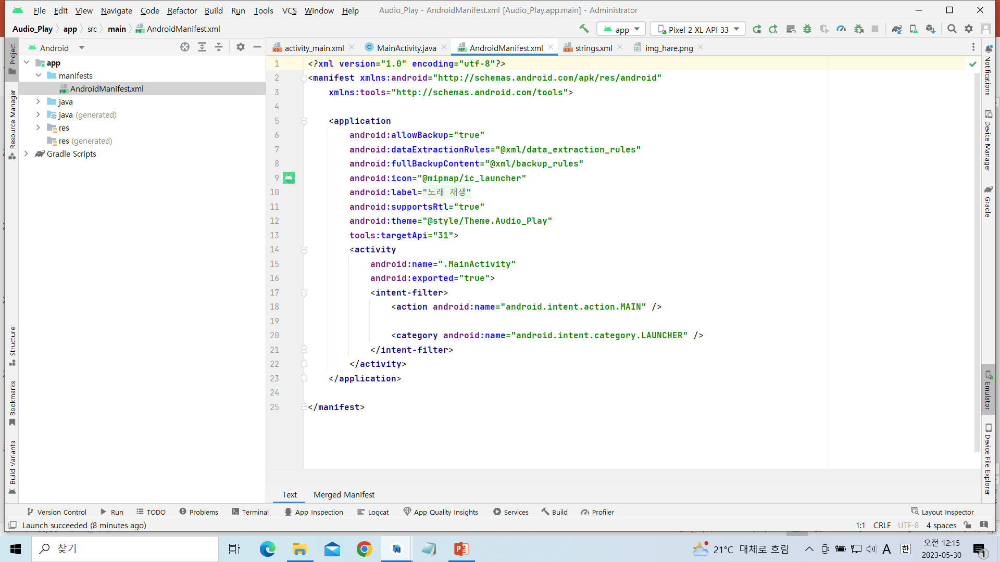 File Edit View Navigate Code Refactor Build Run Tools VCS Window Help Audio_Play - AndroidManifest.xml [Audio_Play.app.main] - Administrator
Audio_Play app src main AndroidManifest.xml app Pixel 2 XL API 33
Project
Resource Manager
Structure
Bookmarks
Build Variants
Android
app
manifests
AndroidManifest.xml
java
java (generated)
res
res (generated)
Gradle Scripts
activity_main.xml MainActivity.java AndroidManifest.xml strings.xml img_hare.png
1 <?xml version="1.0" encoding="utf-8"?>
2 <manifest xmlns:android="http://schemas.android.com/apk/res/android"
3 xmlns:tools="http://schemas.android.com/tools">
4
5 <application
6 android:allowBackup="true"
7 android:dataExtractionRules="@xml/data_extraction_rules"
8 android:fullBackupContent="@xml/backup_rules"
9 android:icon="@mipmap/ic_launcher"
10 android:label="노래 재생"
11 android:supportsRtl="true"
12 android:theme="@style/Theme.Audio_Play"
13 tools:targetApi="31">
14 <activity
15 android:name=".MainActivity"
16 android:exported="true">
17 <intent-filter>
18 <action android:name="android.intent.action.MAIN" />
19
20 <category android:name="android.intent.category.LAUNCHER" />
21 </intent-filter>
22 </activity>
23 </application>
24
25 </manifest>
Text Merged Manifest
Notifications
Device Manager
Gradle
Emulator
Device File Explorer
Version Control Run TODO Problems Terminal App Inspection Logcat App Quality Insights Services Build Profiler Layout Inspector
Launch succeeded (8 minutes ago) 1:1 CRLF UTF-8 4 spaces
찾기 21°C 대체로 흐림 A 한 오전 12:15
2023-05-30 1